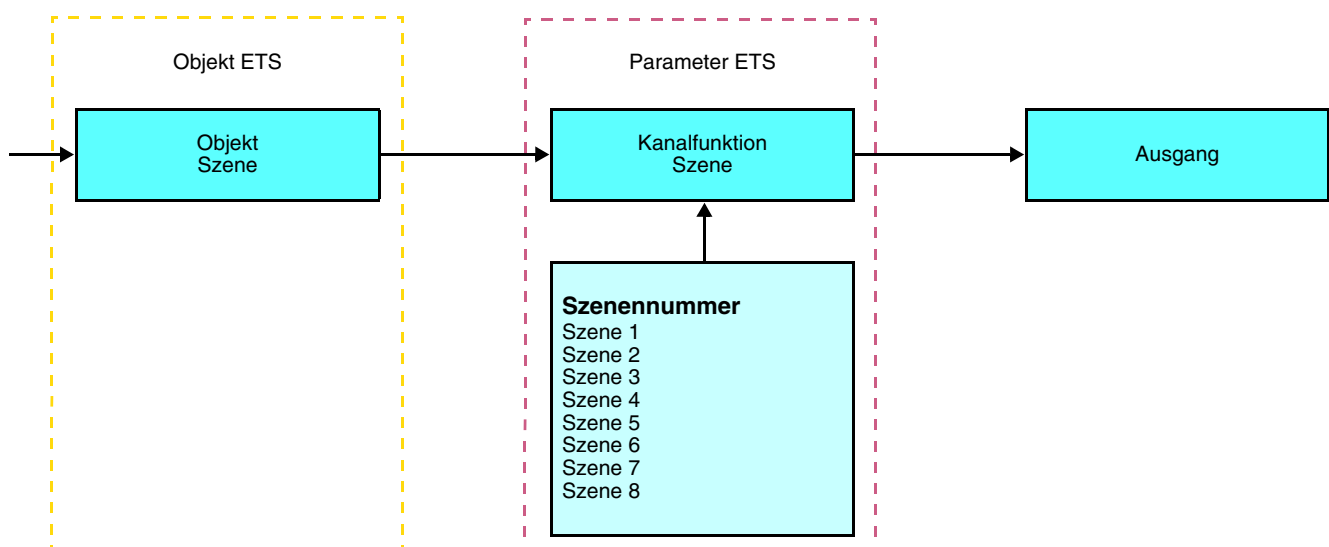 Objekt ETS
Parameter ETS
Objekt
Szene
Kanalfunktion
Szene
Ausgang
Szenennummer
Szene 1
Szene 2
Szene 3
Szene 4
Szene 5
Szene 6
Szene 7
Szene 8